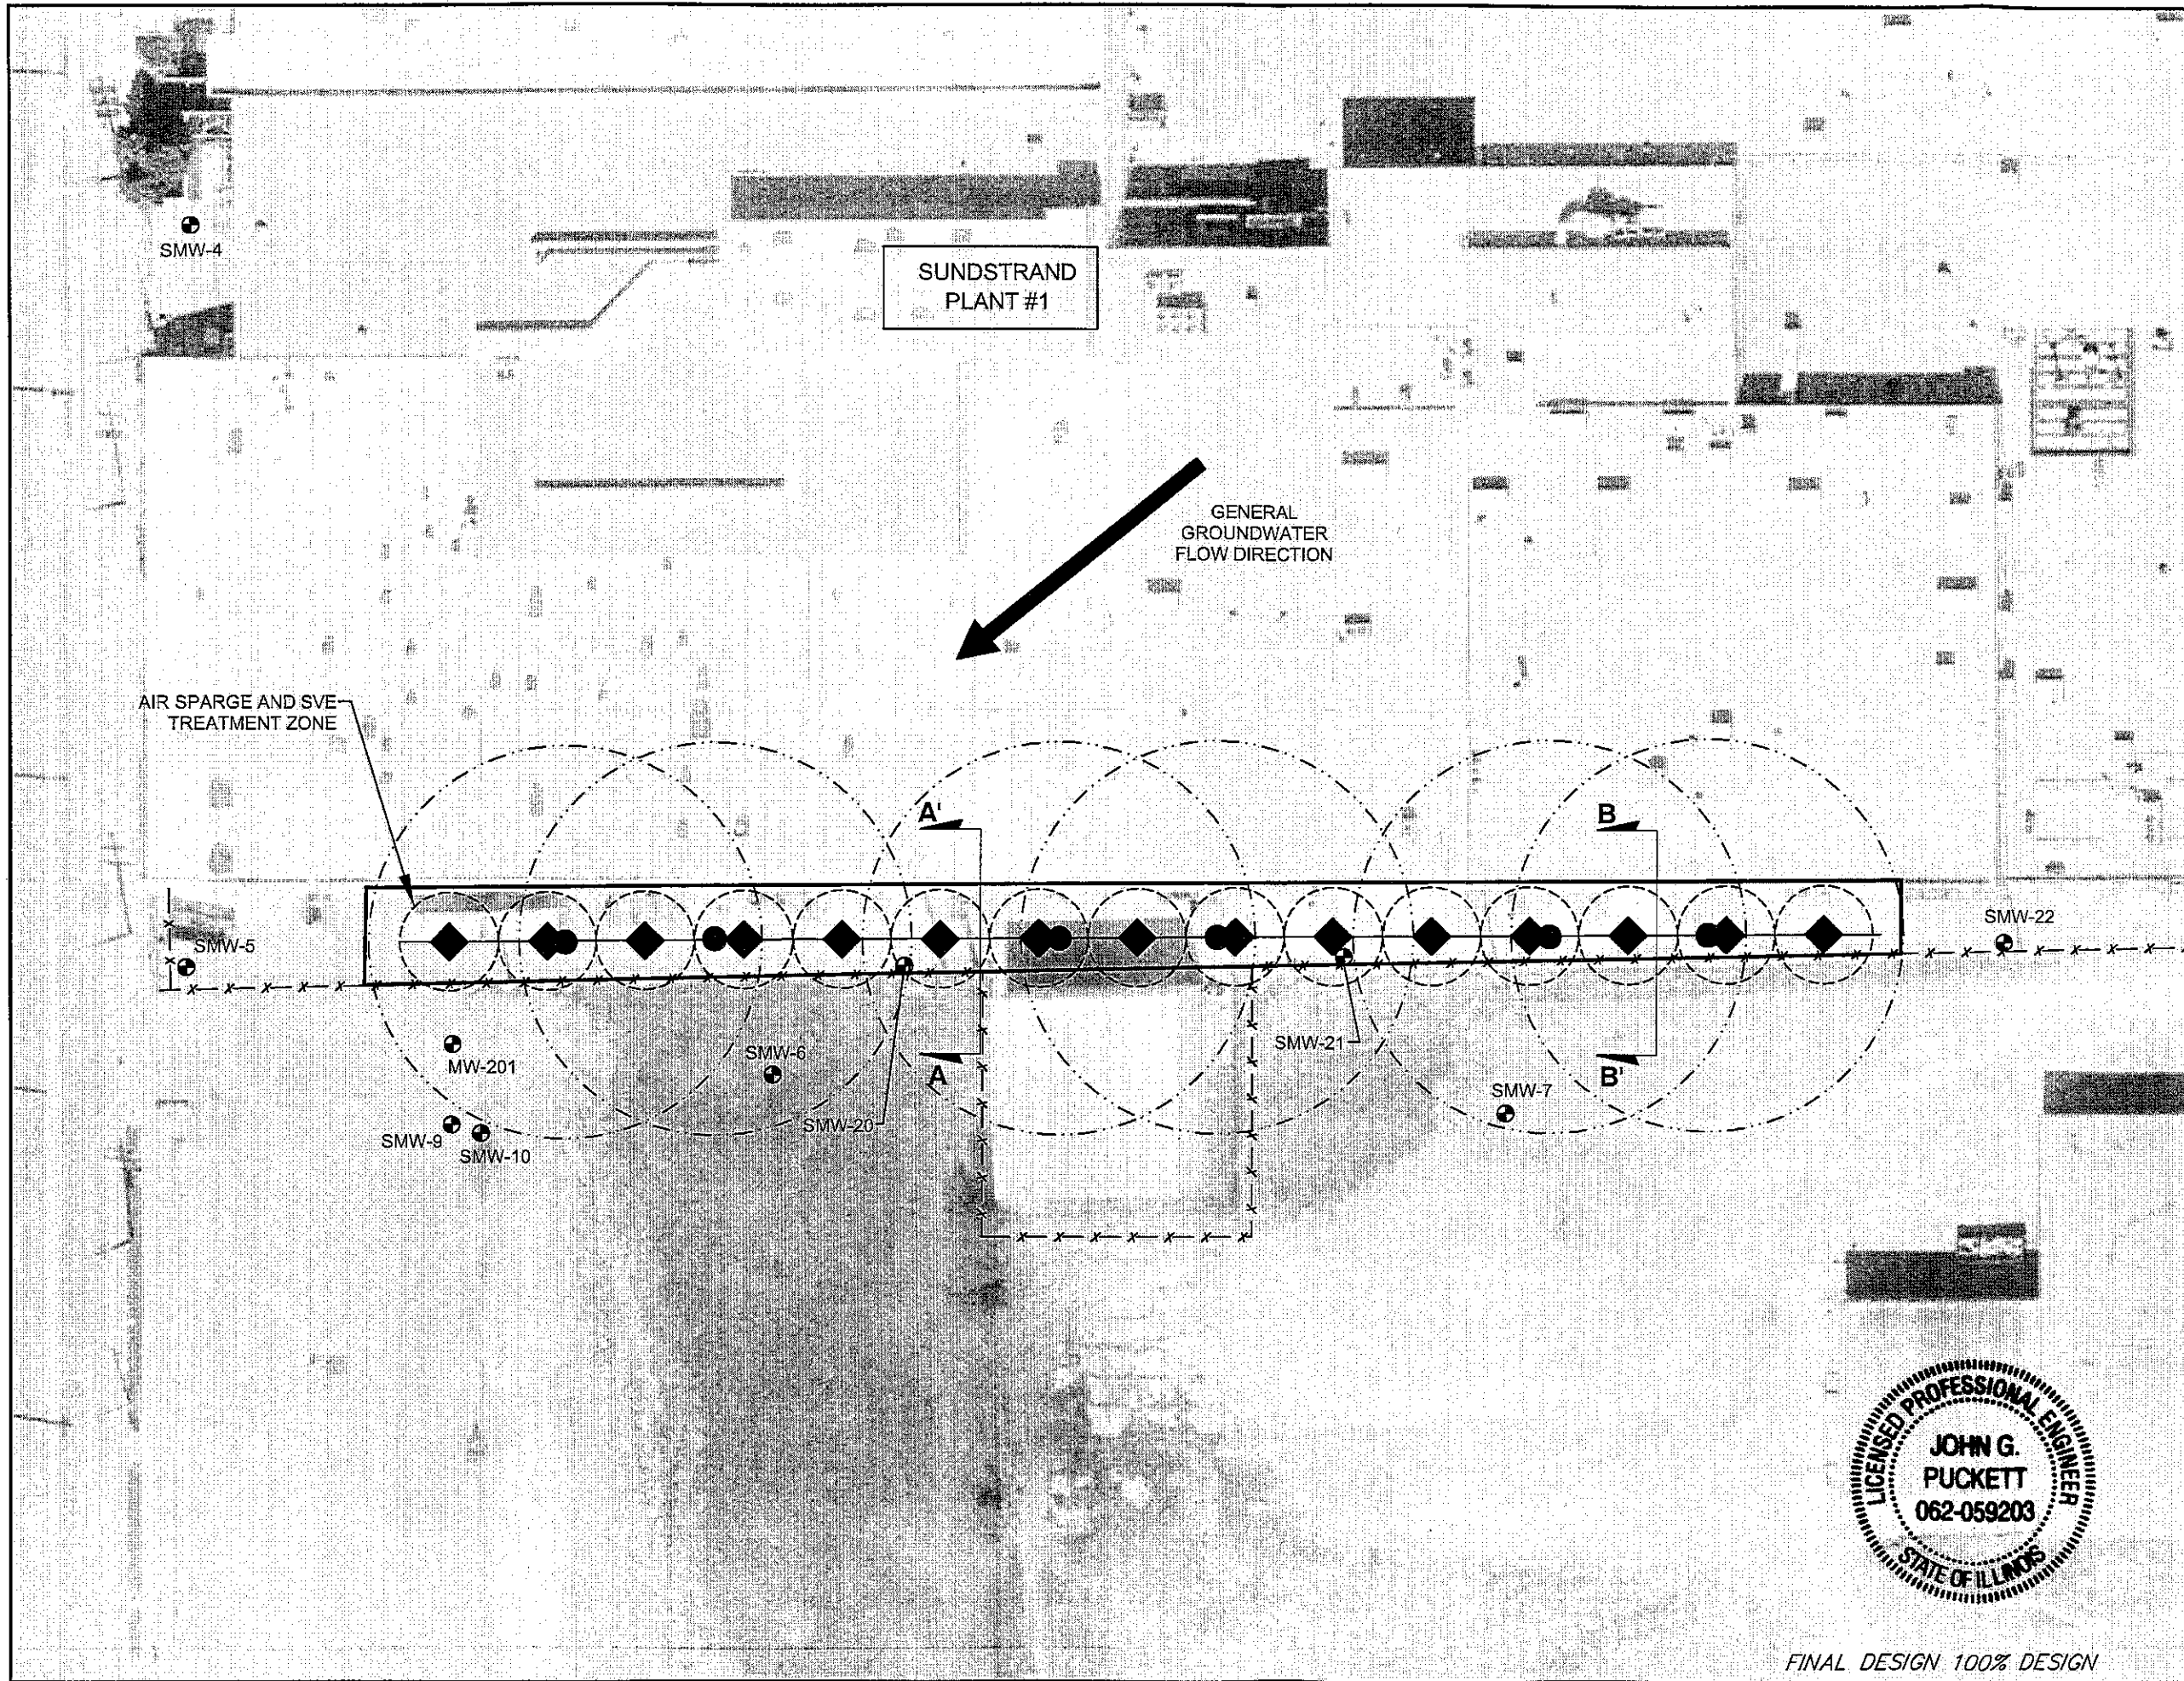 SMW-4
SUNDSTRAND
PLANT #1
GENERAL
GROUNDWATER
FLOW DIRECTION
AIR SPARGE AND SVE
TREATMENT ZONE
A'
B
SMW-5
SMW-22
MW-201
SMW-6
SMW-21
A
B'
SMW-7
SMW-20
SMW-9
SMW-10
LICENSED PROFESSIONAL ENGINEER
JOHN G.
PUCKETT
062-059203
STATE OF ILLINOIS
FINAL DESIGN 100% DESIGN